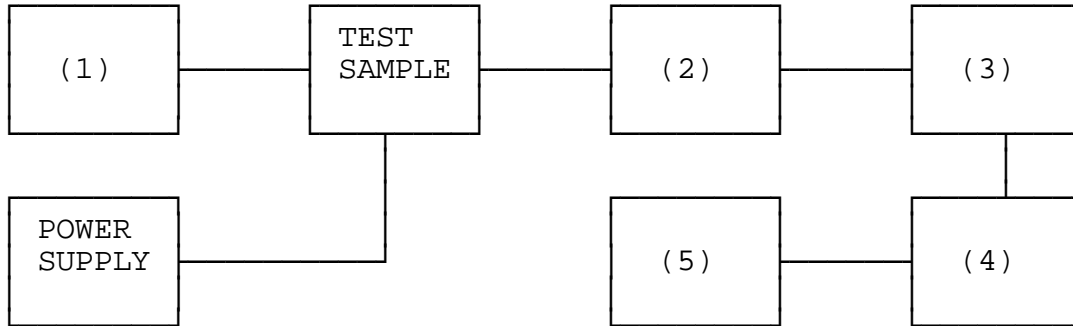 (1)
TEST
SAMPLE
(2)
(3)
POWER
SUPPLY
(5)
(4)